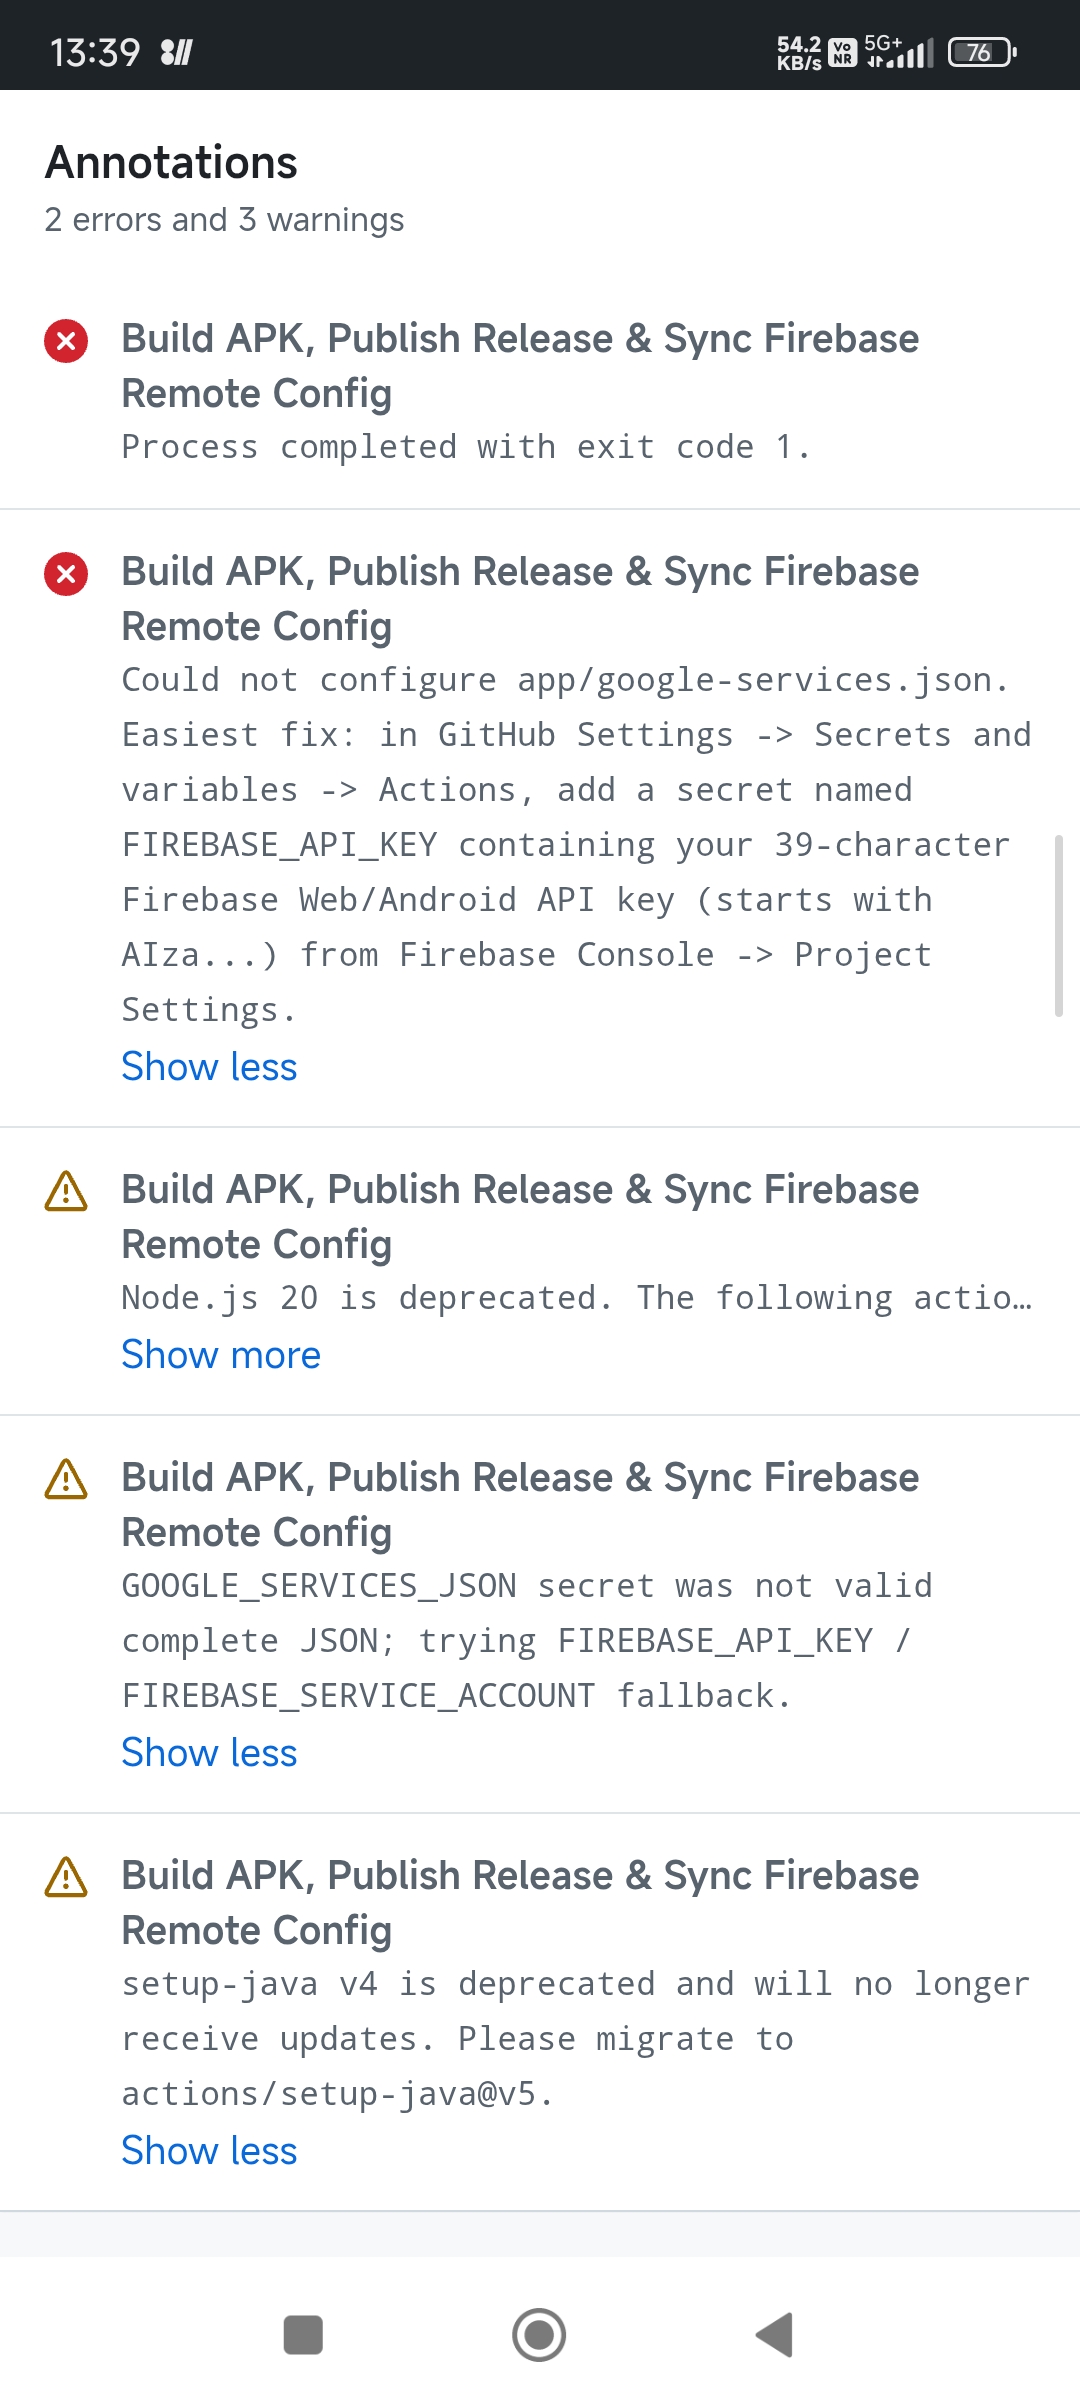 13:39
54.2 KB/s Vo NR 5G+ 76
Annotations
2 errors and 3 warnings
Build APK, Publish Release & Sync Firebase
Remote Config
Process completed with exit code 1.
Build APK, Publish Release & Sync Firebase
Remote Config
Could not configure app/google-services.json.
Easiest fix: in GitHub Settings -> Secrets and
variables -> Actions, add a secret named
FIREBASE_API_KEY containing your 39-character
Firebase Web/Android API key (starts with
AIza...) from Firebase Console -> Project
Settings.
Show less
Build APK, Publish Release & Sync Firebase
Remote Config
Node.js 20 is deprecated. The following actio…
Show more
Build APK, Publish Release & Sync Firebase
Remote Config
GOOGLE_SERVICES_JSON secret was not valid
complete JSON; trying FIREBASE_API_KEY /
FIREBASE_SERVICE_ACCOUNT fallback.
Show less
Build APK, Publish Release & Sync Firebase
Remote Config
setup-java v4 is deprecated and will no longer
receive updates. Please migrate to
actions/setup-java@v5.
Show less